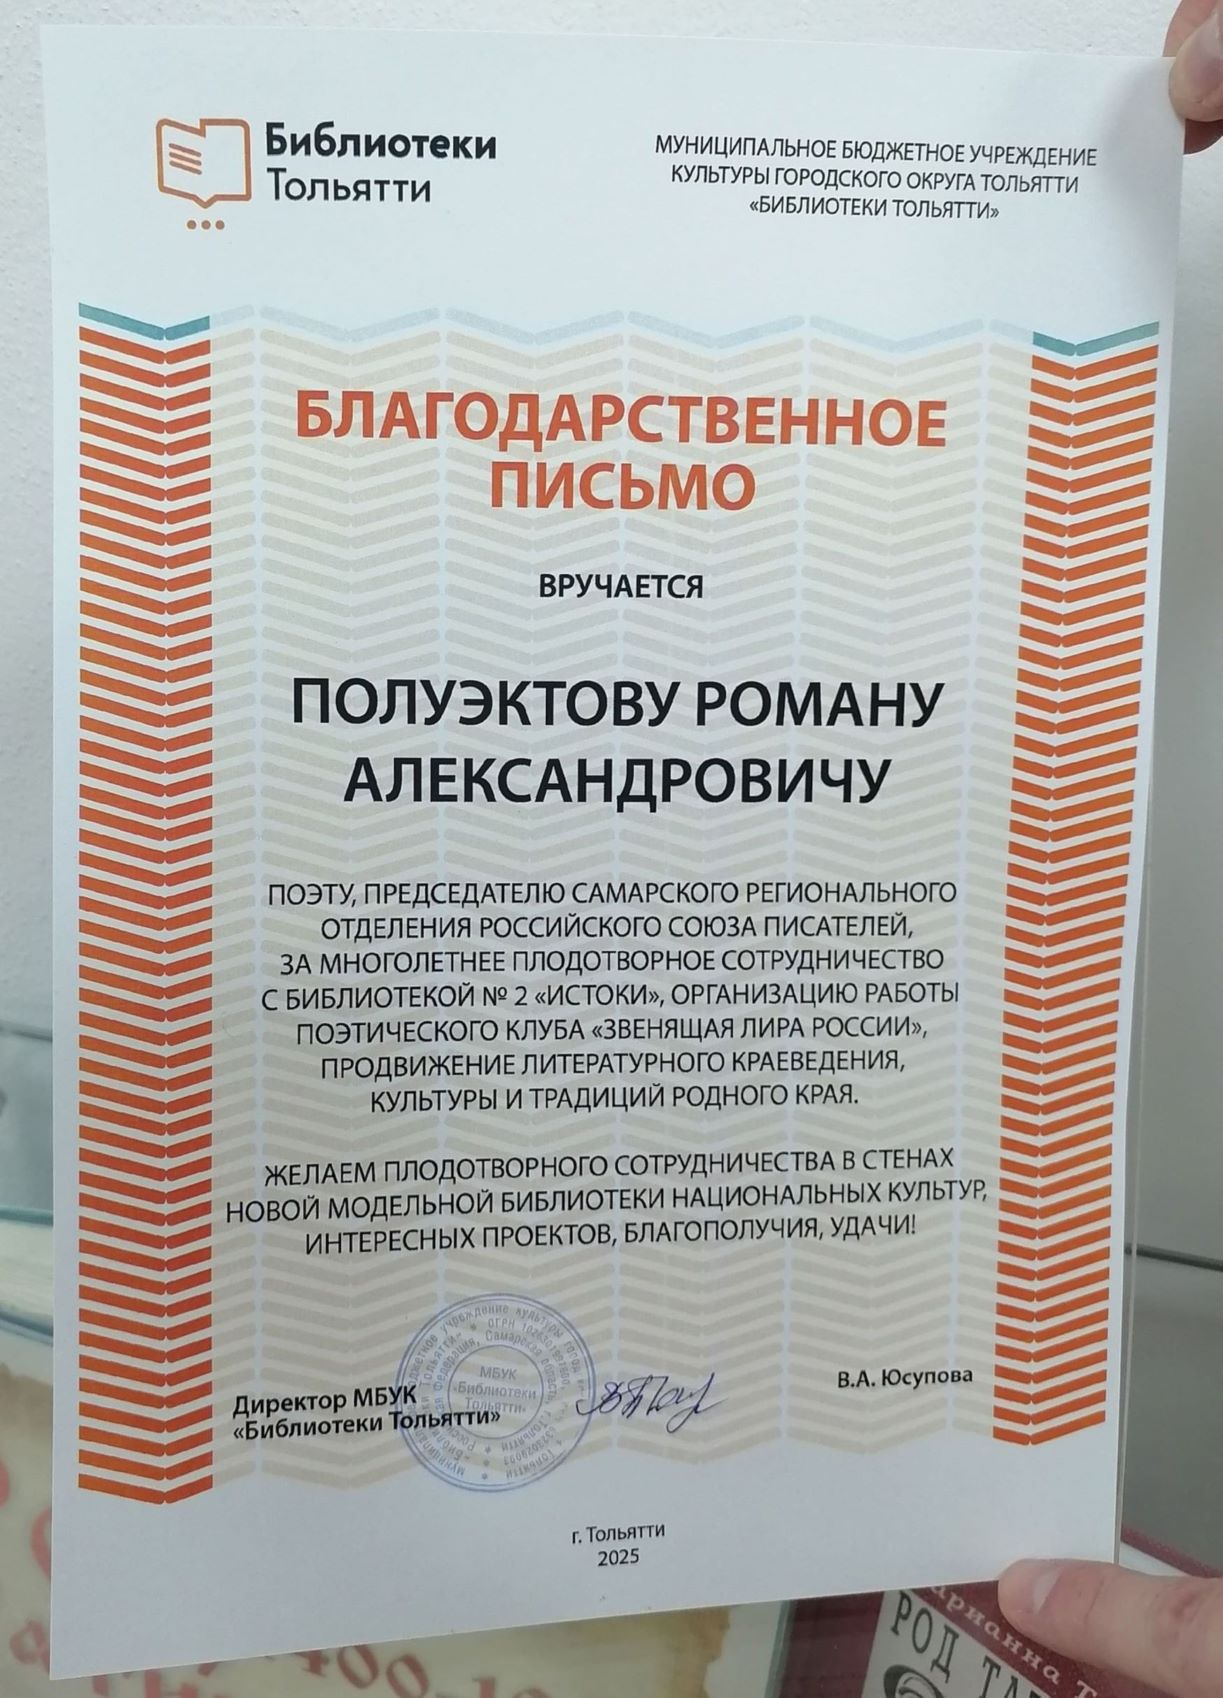 Библиотеки
Тольятти
МУНИЦИПАЛЬНОЕ БЮДЖЕТНОЕ УЧРЕЖДЕНИЕ
КУЛЬТУРЫ ГОРОДСКОГО ОКРУГА ТОЛЬЯТТИ
«БИБЛИОТЕКИ ТОЛЬЯТТИ»
БЛАГОДАРСТВЕННОЕ
ПИСЬМО
ВРУЧАЕТСЯ
ПОЛУЭКТОВУ РОМАНУ
АЛЕКСАНДРОВИЧУ
ПОЭТУ, ПРЕДСЕДАТЕЛЮ САМАРСКОГО РЕГИОНАЛЬНОГО
ОТДЕЛЕНИЯ РОССИЙСКОГО СОЮЗА ПИСАТЕЛЕЙ,
ЗА МНОГОЛЕТНЕЕ ПЛОДОТВОРНОЕ СОТРУДНИЧЕСТВО
С БИБЛИОТЕКОЙ № 2 «ИСТОКИ», ОРГАНИЗАЦИЮ РАБОТЫ
ПОЭТИЧЕСКОГО КЛУБА «ЗВЕНЯЩАЯ ЛИРА РОССИИ»,
ПРОДВИЖЕНИЕ ЛИТЕРАТУРНОГО КРАЕВЕДЕНИЯ,
КУЛЬТУРЫ И ТРАДИЦИЙ РОДНОГО КРАЯ.
ЖЕЛАЕМ ПЛОДОТВОРНОГО СОТРУДНИЧЕСТВА В СТЕНАХ
НОВОЙ МОДЕЛЬНОЙ БИБЛИОТЕКИ НАЦИОНАЛЬНЫХ КУЛЬТУР,
ИНТЕРЕСНЫХ ПРОЕКТОВ, БЛАГОПОЛУЧИЯ, УДАЧИ!
Директор МБУК
«Библиотеки Тольятти»
МБУК
«Библиотеки
Тольятти»
В.А. Юсупова
г. Тольятти
2025
РОД